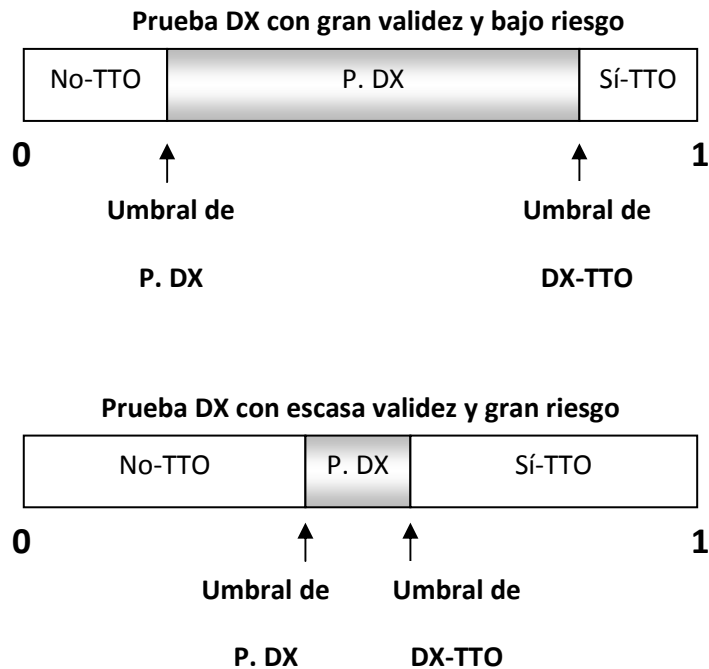 Prueba DX con gran validez y bajo riesgo
No-TTO P. DX Sí-TTO
0 1
Umbral de Umbral de
P. DX DX-TTO
Prueba DX con escasa validez y gran riesgo
No-TTO P. DX Sí-TTO
0 1
Umbral de Umbral de
P. DX DX-TTO